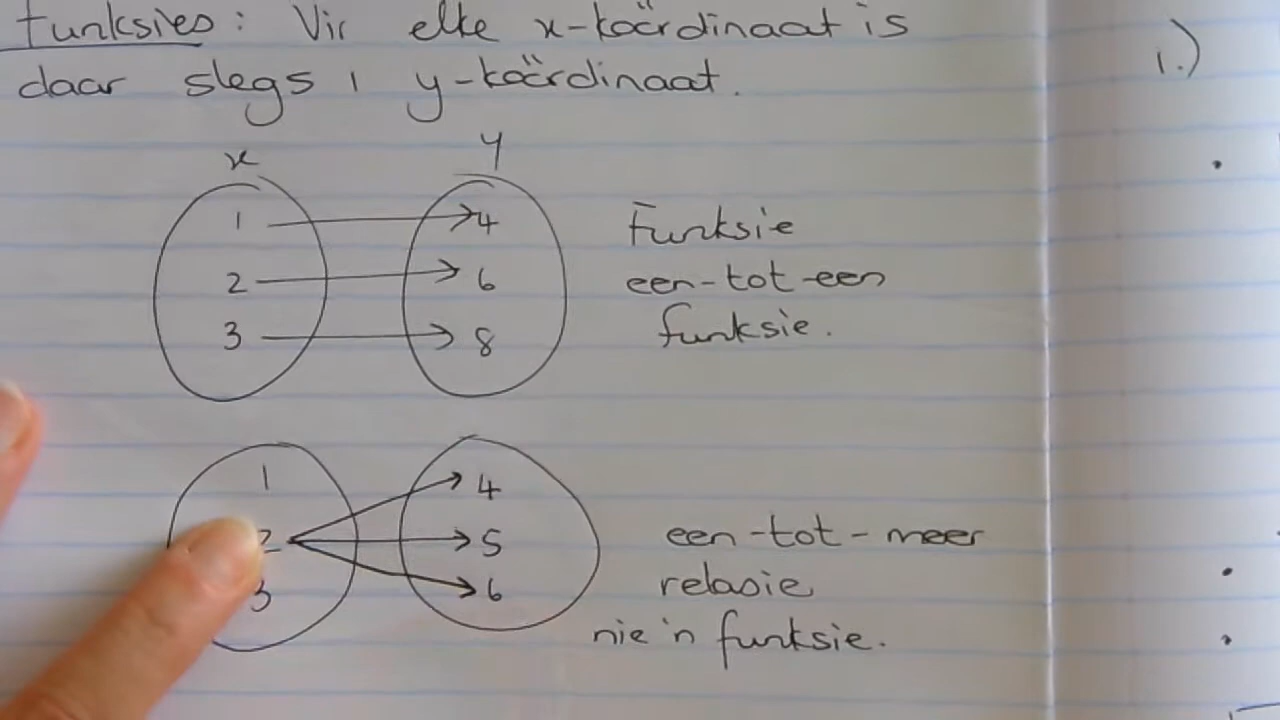 Funksies: Vir elke x-koördinaat is
daar slegs 1 y-koördinaat.
1.)
x y
1 4
2 6
3 8
Funksie
een-tot-een
funksie.
1 4
2 5
3 6
een-tot-meer
relasie
nie 'n funksie.